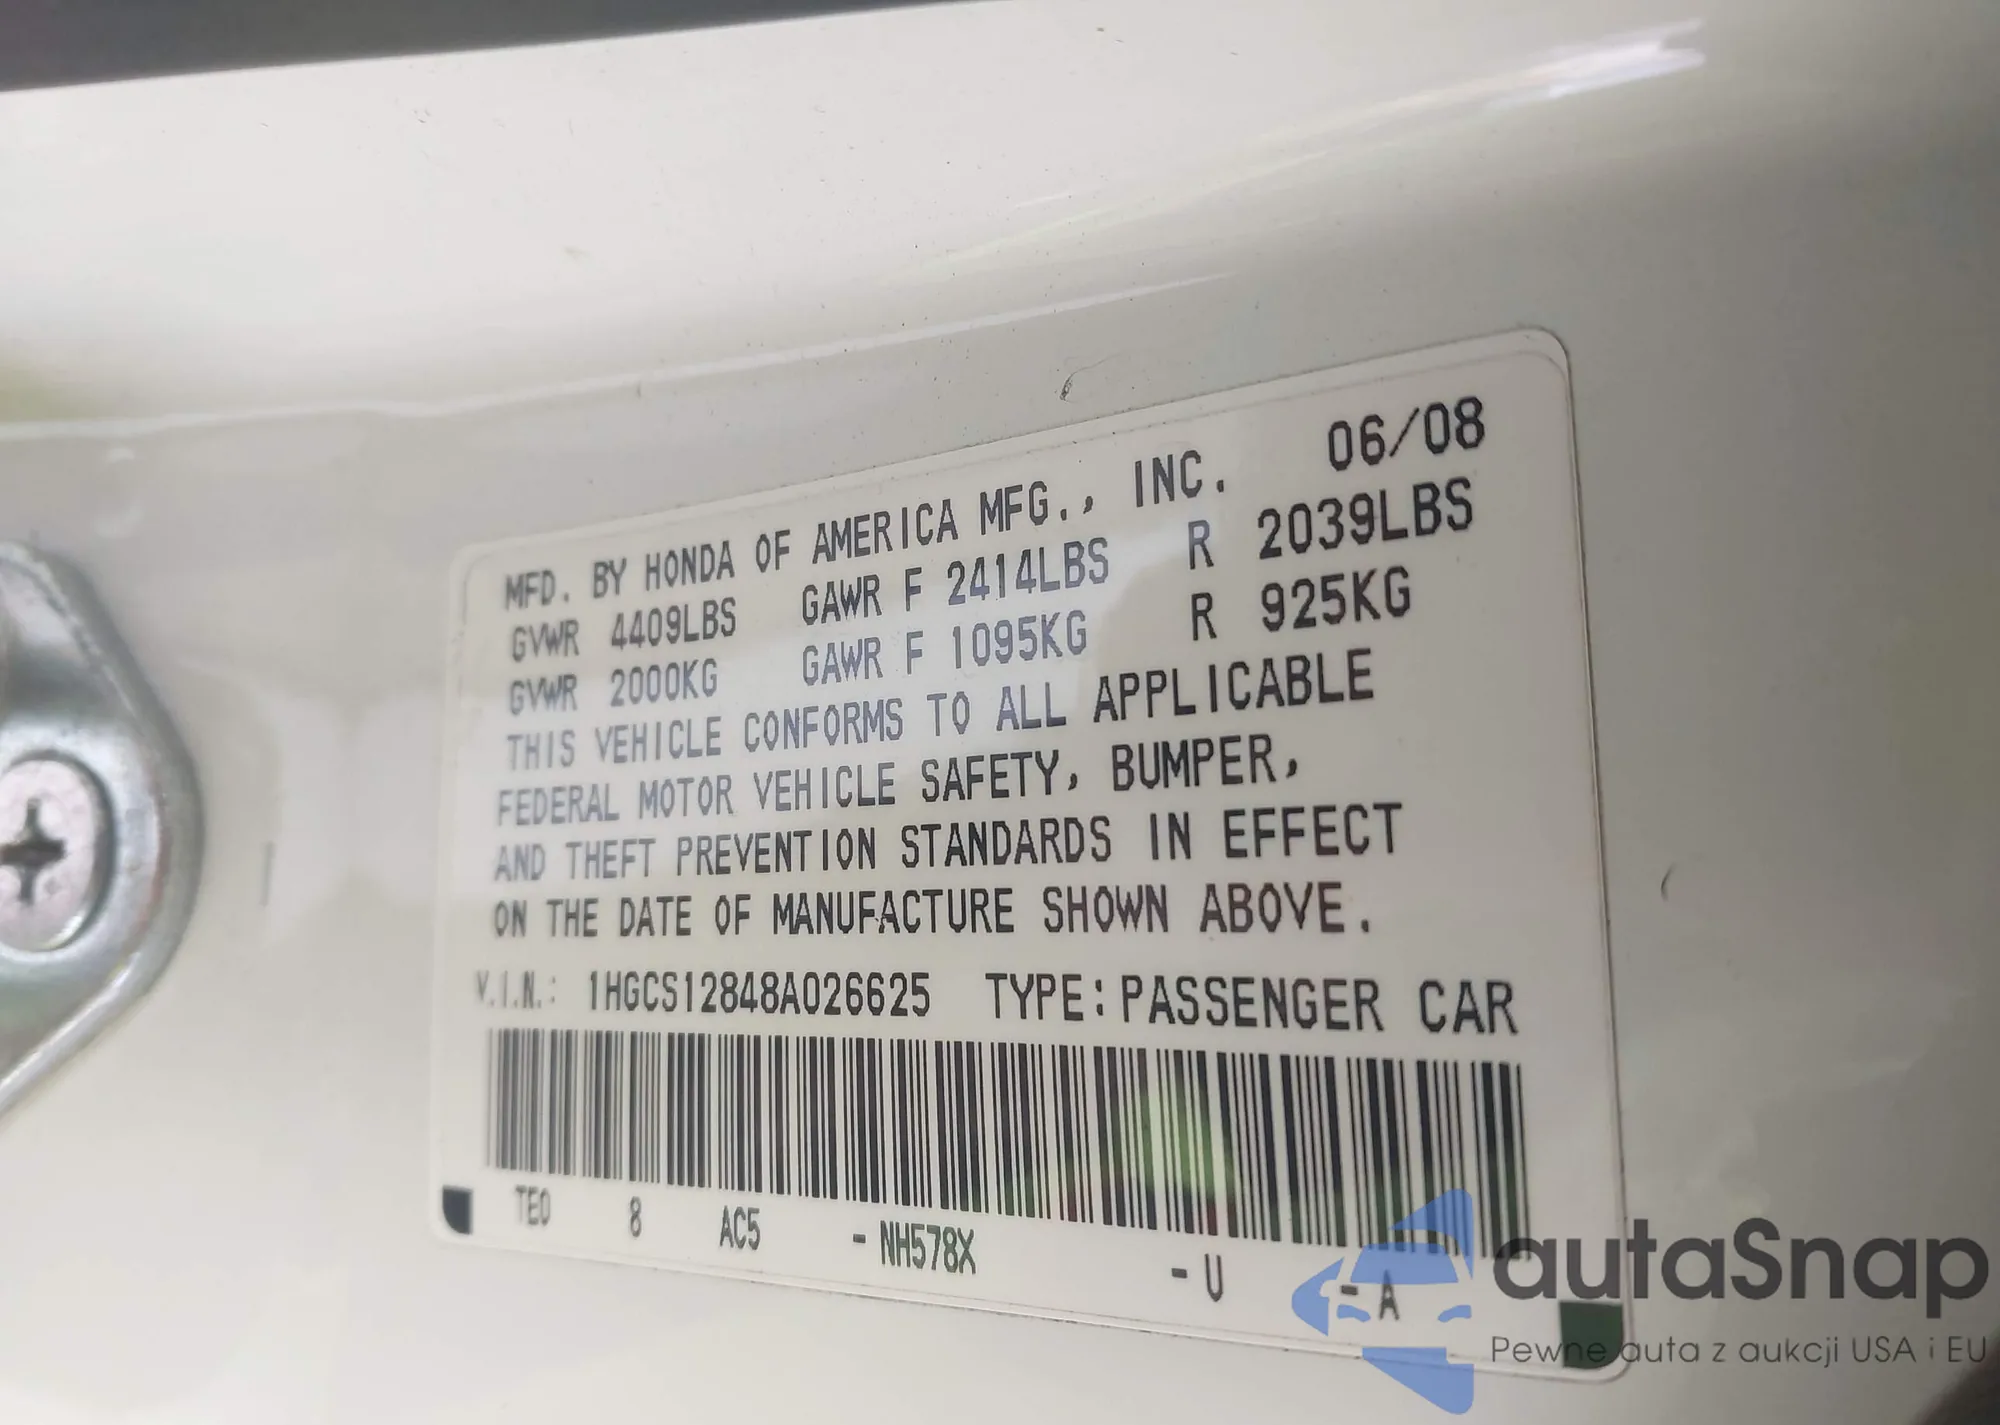 MFD. BY HONDA OF AMERICA MFG., INC. 06/08
GVWR 4409LBS GAWR F 2414LBS R 2039LBS
GVWR 2000KG GAWR F 1095KG R 925KG
THIS VEHICLE CONFORMS TO ALL APPLICABLE
FEDERAL MOTOR VEHICLE SAFETY, BUMPER,
AND THEFT PREVENTION STANDARDS IN EFFECT
ON THE DATE OF MANUFACTURE SHOWN ABOVE.
V.I.N.: 1HGCS12848A026625 TYPE: PASSENGER CAR
TE0 8 AC5 - NH578X - U - A
autaSnap
Pewne auta z aukcji USA i EU